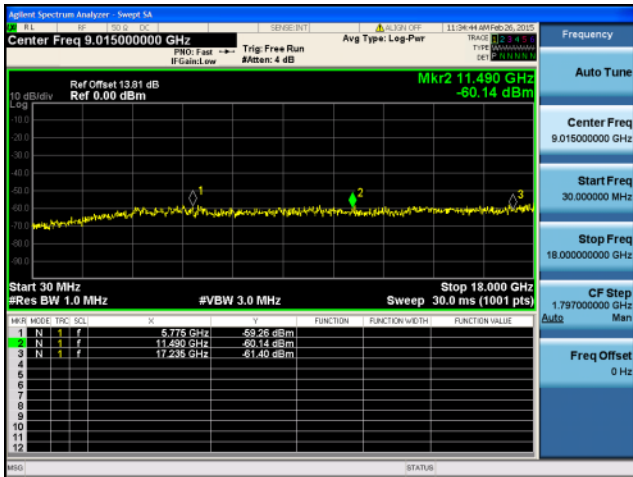 Agilent Spectrum Analyzer - Swept SA
RL RF 50 Ω DC SENSE:INT ALIGN OFF 11:34:44 AM Feb 26, 2015
Center Freq 9.015000000 GHz
PNO: Fast
IFGain:Low
Trig: Free Run
#Atten: 4 dB
Avg Type: Log-Pwr
TRACE 1 2 3 4 5 6
TYPE
DET P N N N N N
Mkr2 11.490 GHz
-60.14 dBm
Ref Offset 13.81 dB
10 dB/div Ref 0.00 dBm
Log
-10.0
-20.0
-30.0
-40.0
-50.0
-60.0
-70.0
-80.0
-90.0
1
2
3
Start 30 MHz Stop 18.000 GHz
#Res BW 1.0 MHz #VBW 3.0 MHz Sweep 30.0 ms (1001 pts)
MKR MODE TRC SCL X Y FUNCTION FUNCTION WIDTH FUNCTION VALUE
1 N 1 f 5.775 GHz -59.26 dBm
2 N 1 f 11.490 GHz -60.14 dBm
3 N 1 f 17.235 GHz -61.40 dBm
4
5
6
7
8
9
10
11
12
MSG STATUS
Frequency
Auto Tune
Center Freq
9.015000000 GHz
Start Freq
30.000000 MHz
Stop Freq
18.000000000 GHz
CF Step
1.797000000 GHz
Auto Man
Freq Offset
0 Hz